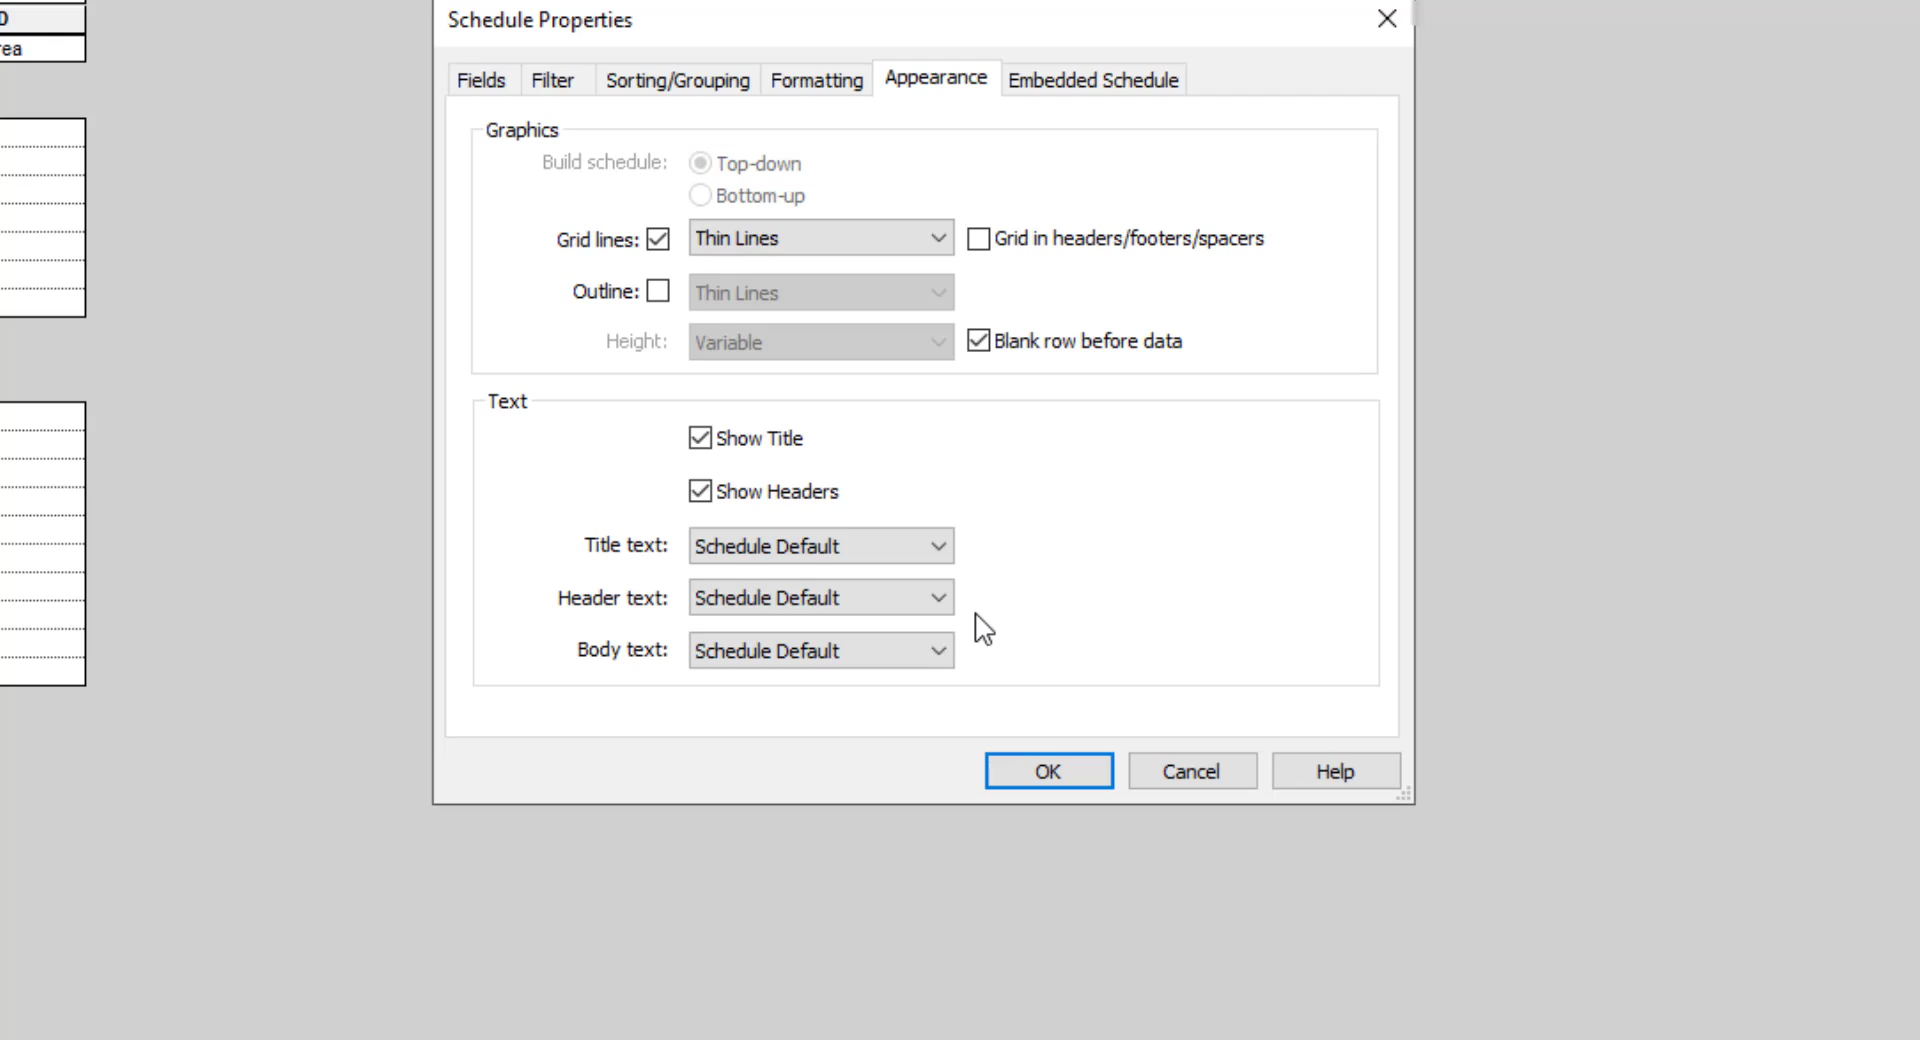 D
rea
Schedule Properties
Fields Filter Sorting/Grouping Formatting Appearance Embedded Schedule
Graphics
Build schedule: Top-down
Bottom-up
Grid lines: Thin Lines Grid in headers/footers/spacers
Outline: Thin Lines
Height: Variable Blank row before data
Text
Show Title
Show Headers
Title text: Schedule Default
Header text: Schedule Default
Body text: Schedule Default
OK Cancel Help